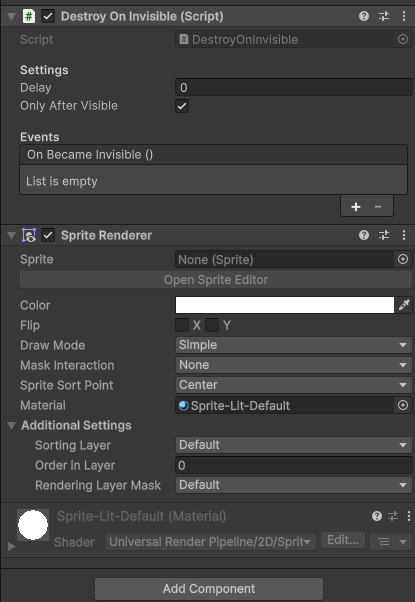 Destroy On Invisible (Script)
Script DestroyOnInvisible
Settings
Delay 0
Only After Visible
Events
On Became Invisible ()
List is empty
+ −
Sprite Renderer
Sprite None (Sprite)
Open Sprite Editor
Color
Flip X Y
Draw Mode Simple
Mask Interaction None
Sprite Sort Point Center
Material Sprite-Lit-Default
Additional Settings
Sorting Layer Default
Order in Layer 0
Rendering Layer Mask Default
Sprite-Lit-Default (Material)
Shader Universal Render Pipeline/2D/Sprit Edit...
Add Component